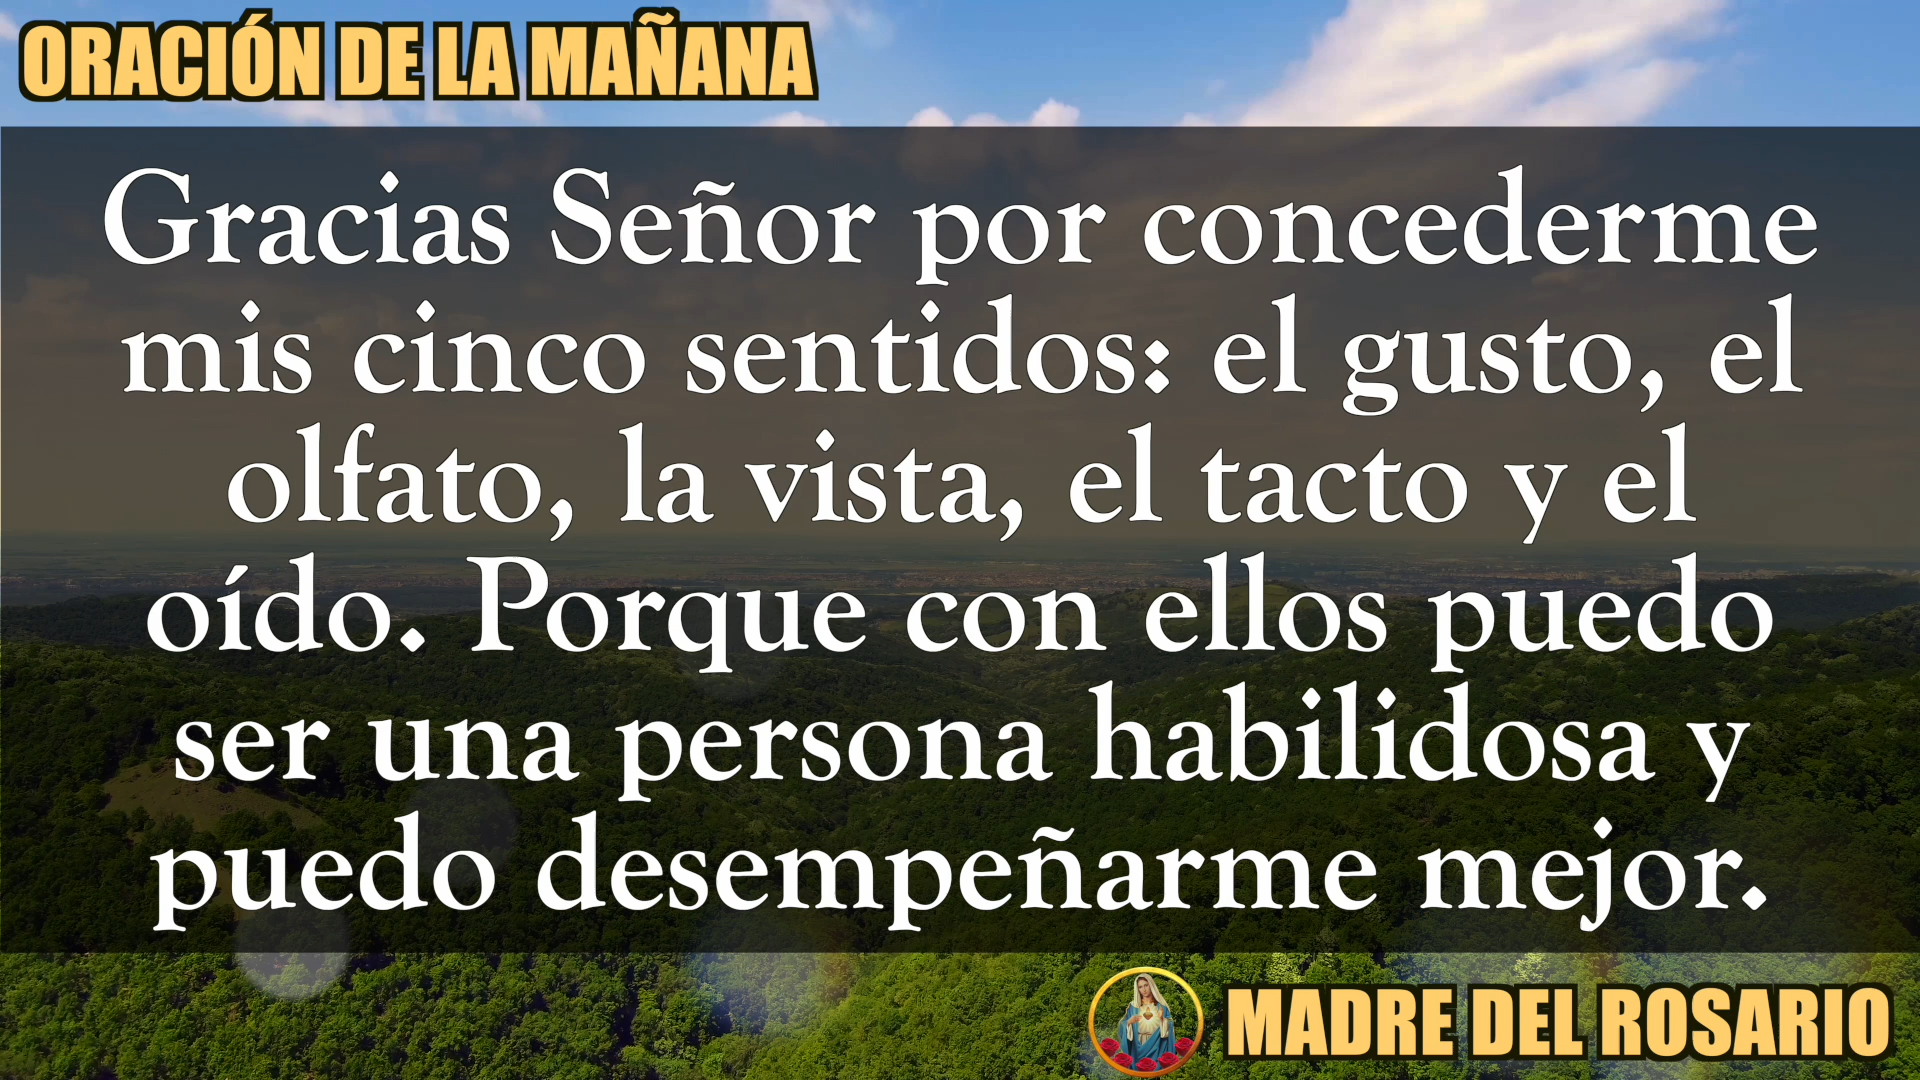 ORACIÓN DE LA MAÑANA
Gracias Señor por concederme
mis cinco sentidos: el gusto, el
olfato, la vista, el tacto y el
oído. Porque con ellos puedo
ser una persona habilidosa y
puedo desempeñarme mejor.
MADRE DEL ROSARIO